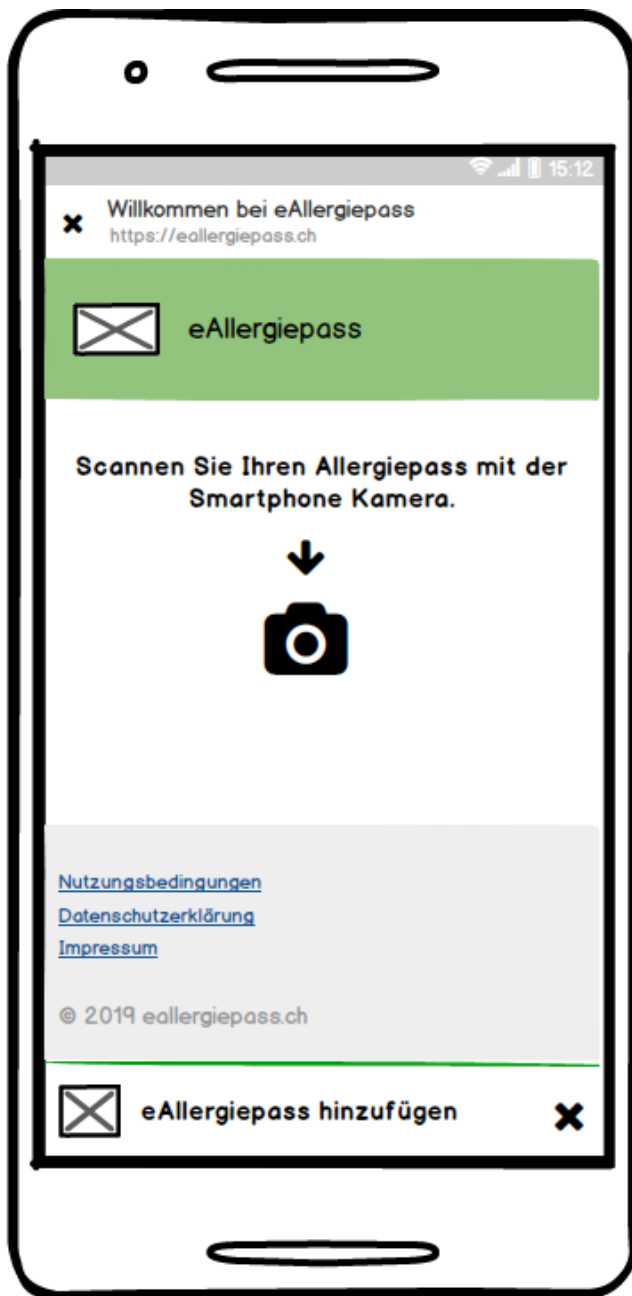 15:12
Willkommen bei eAllergiepass
https://eallergiepass.ch
eAllergiepass
Scannen Sie Ihren Allergiepass mit der
Smartphone Kamera.
Nutzungsbedingungen
Datenschutzerklärung
Impressum
© 2019 eallergiepass.ch
eAllergiepass hinzufügen